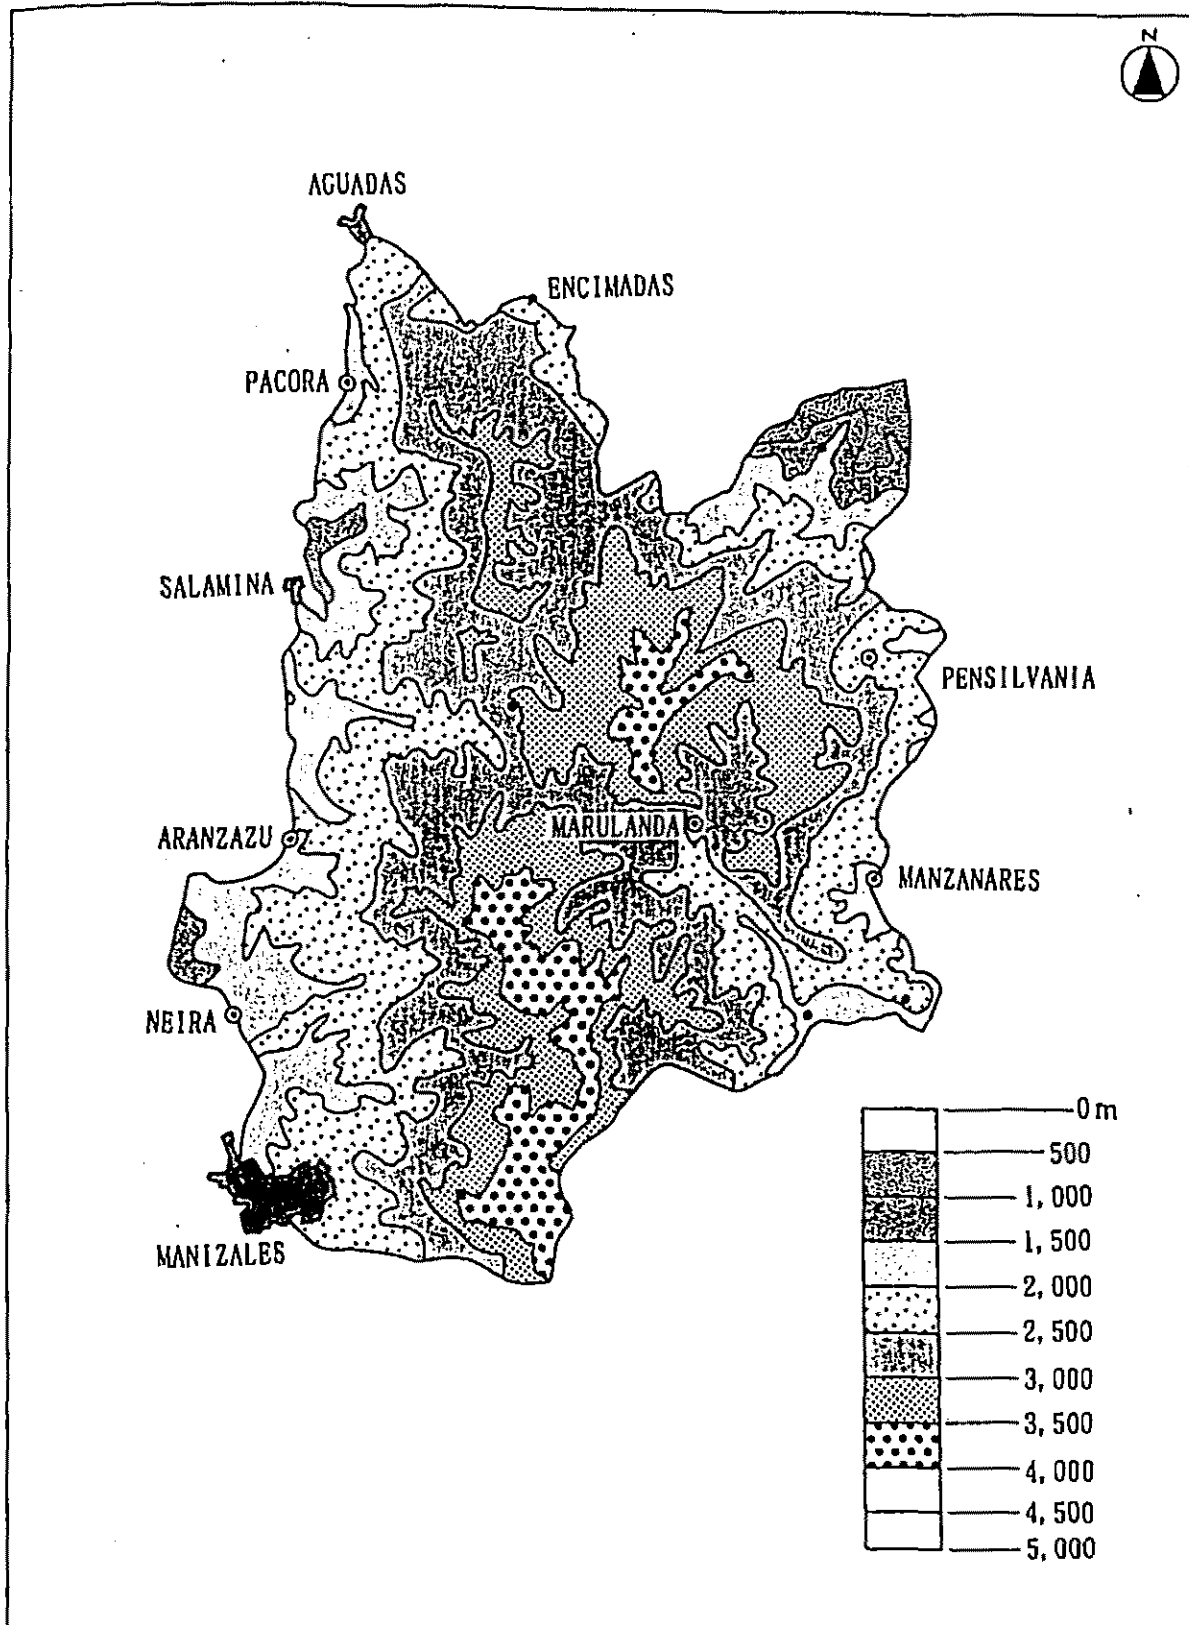 N
AGUADAS
ENCIMADAS
PACORA
SALAMINA
PENSILVANIA
ARANZAZU
MARULANDA
MANZANARES
NEIRA
MANIZALES
0m
500
1,000
1,500
2,000
2,500
3,000
3,500
4,000
4,500
5,000